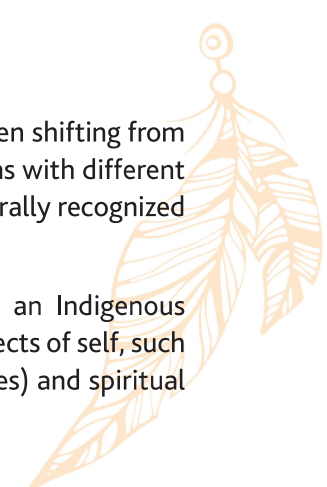 en shifting from
ns with different
rally recognized
an Indigenous
ects of self, such
es) and spiritual